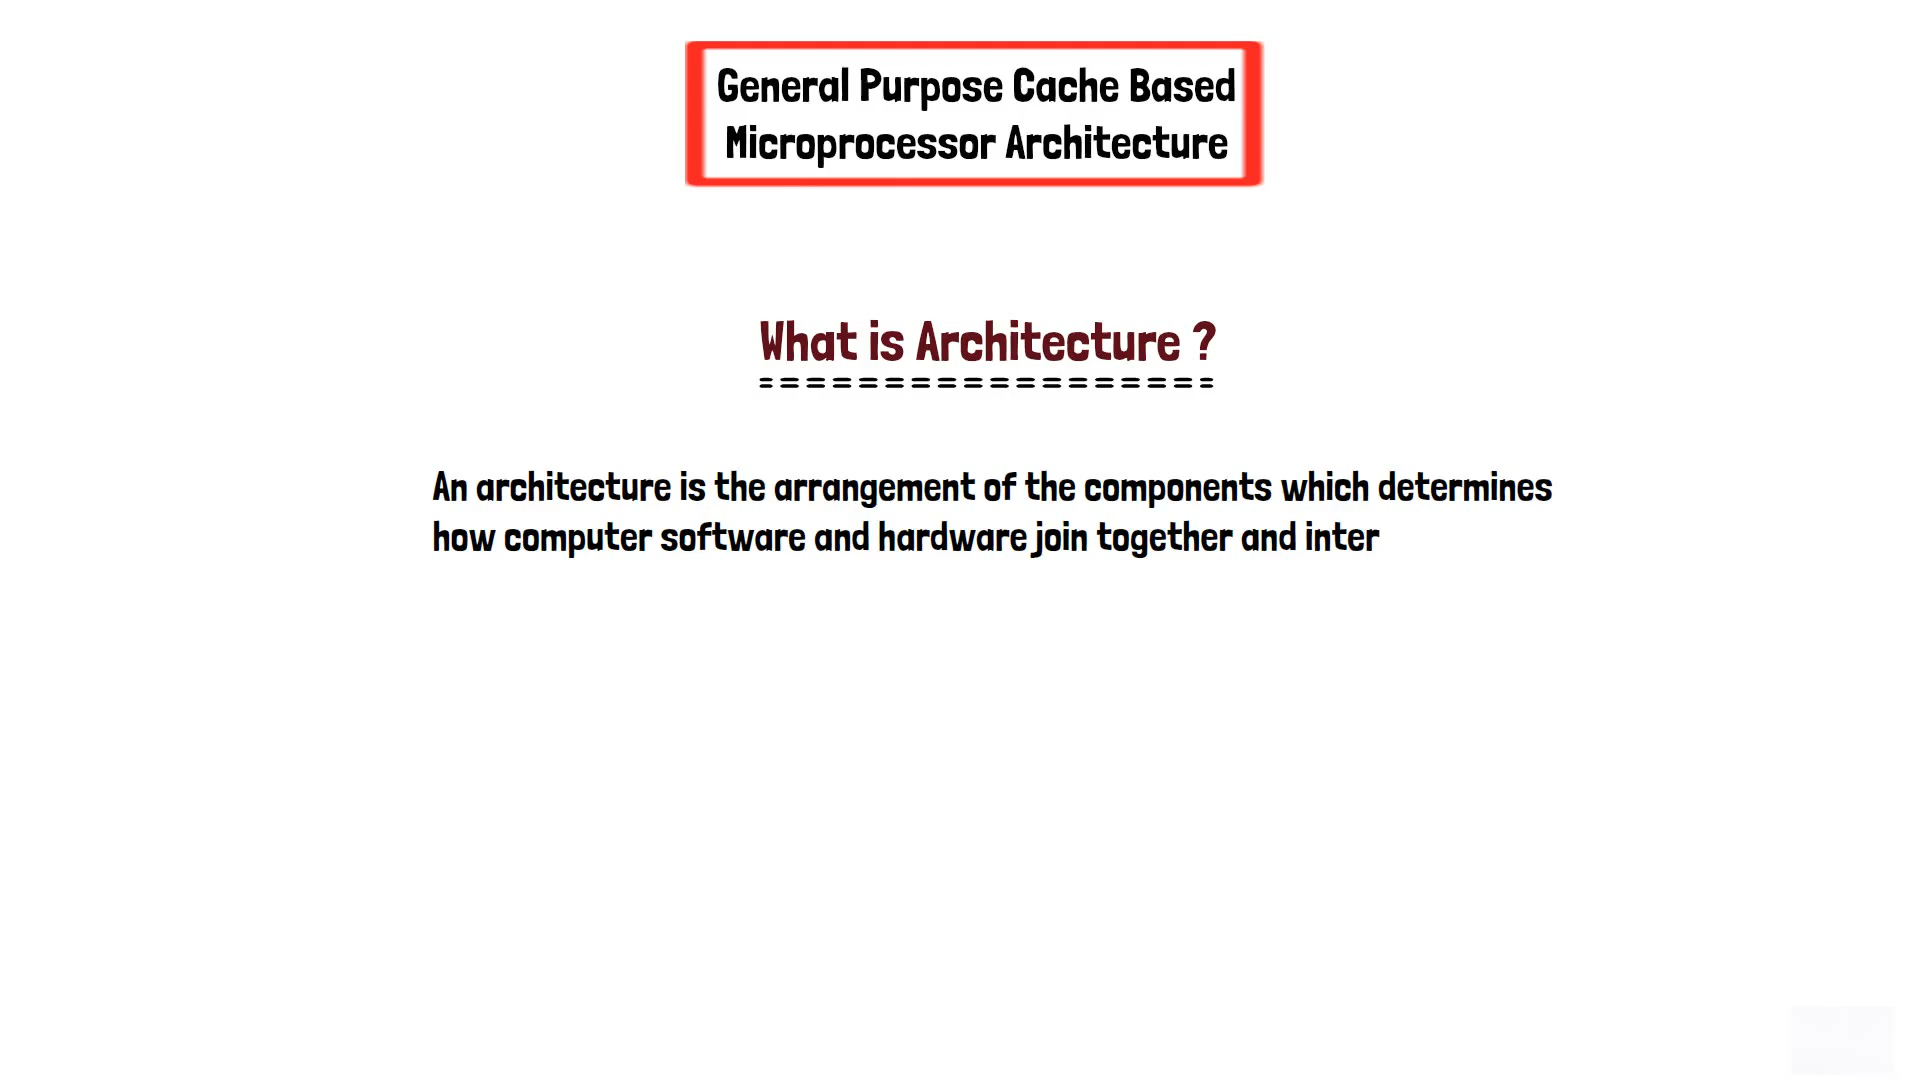 General Purpose Cache Based
Microprocessor Architecture
What is Architecture ?
==================
An architecture is the arrangement of the components which determines
how computer software and hardware join together and inter